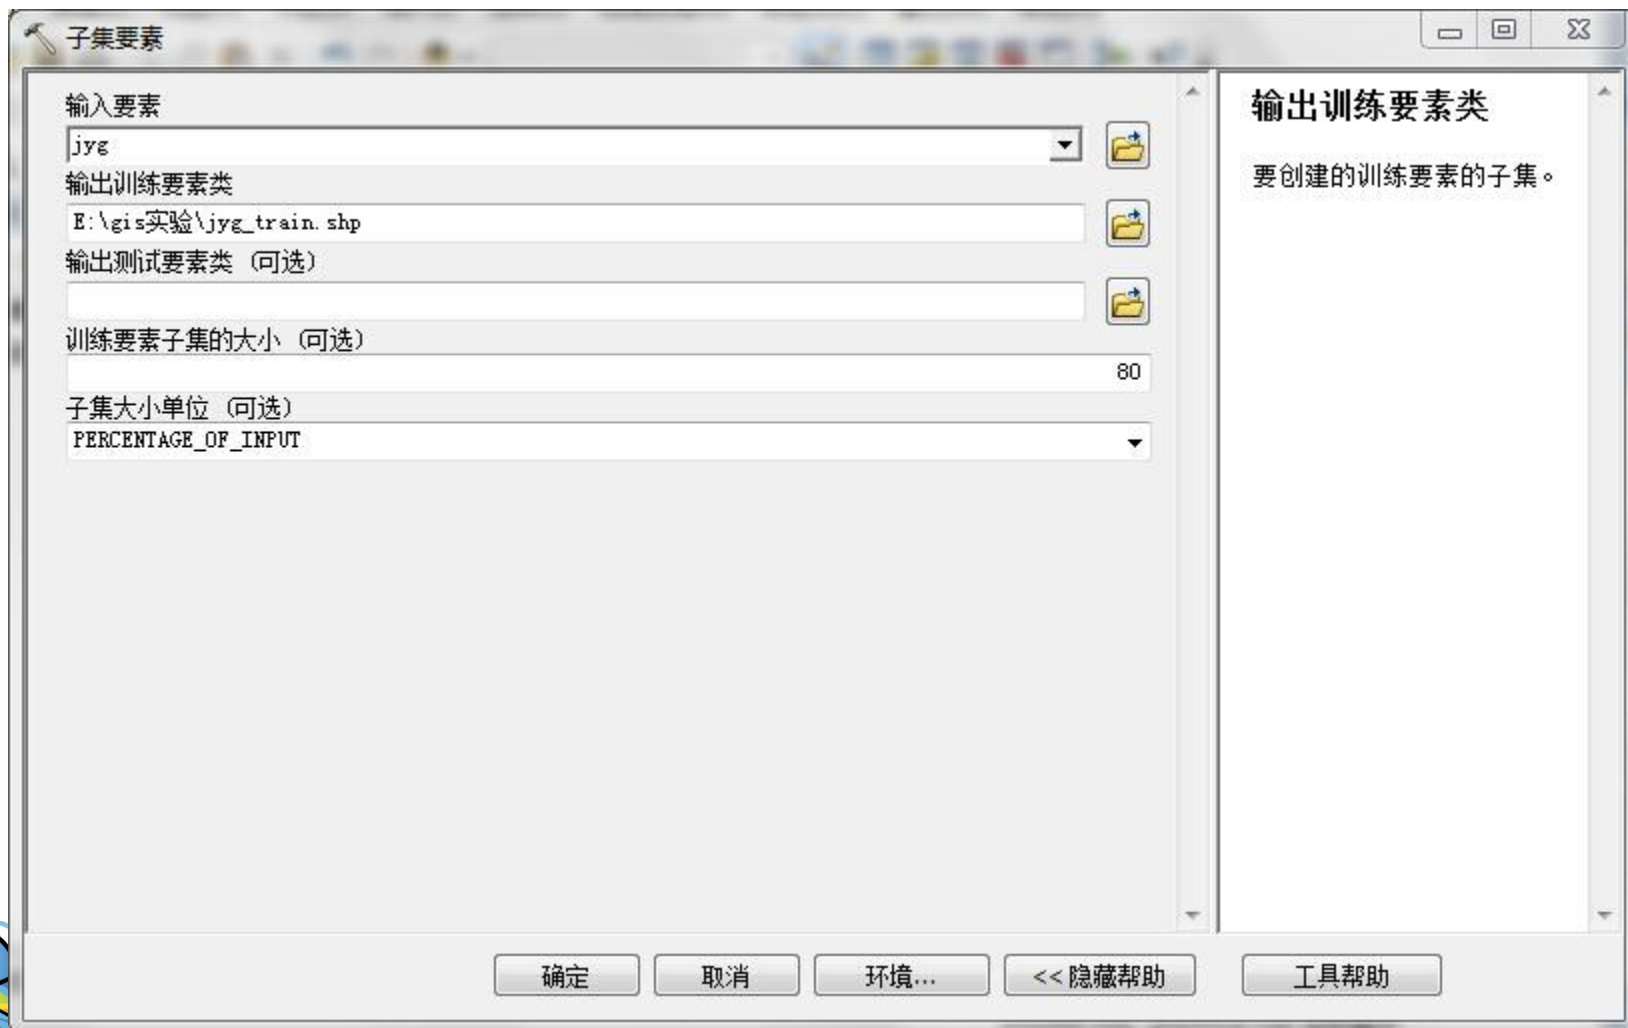 子集要素
输入要素
jyg
输出训练要素类
E:\gis实验\jyg_train.shp
输出测试要素类 (可选)
训练要素子集的大小 (可选)
80
子集大小单位 (可选)
PERCENTAGE_OF_INPUT
输出训练要素类
要创建的训练要素的子集。
确定
取消
环境...
<< 隐藏帮助
工具帮助